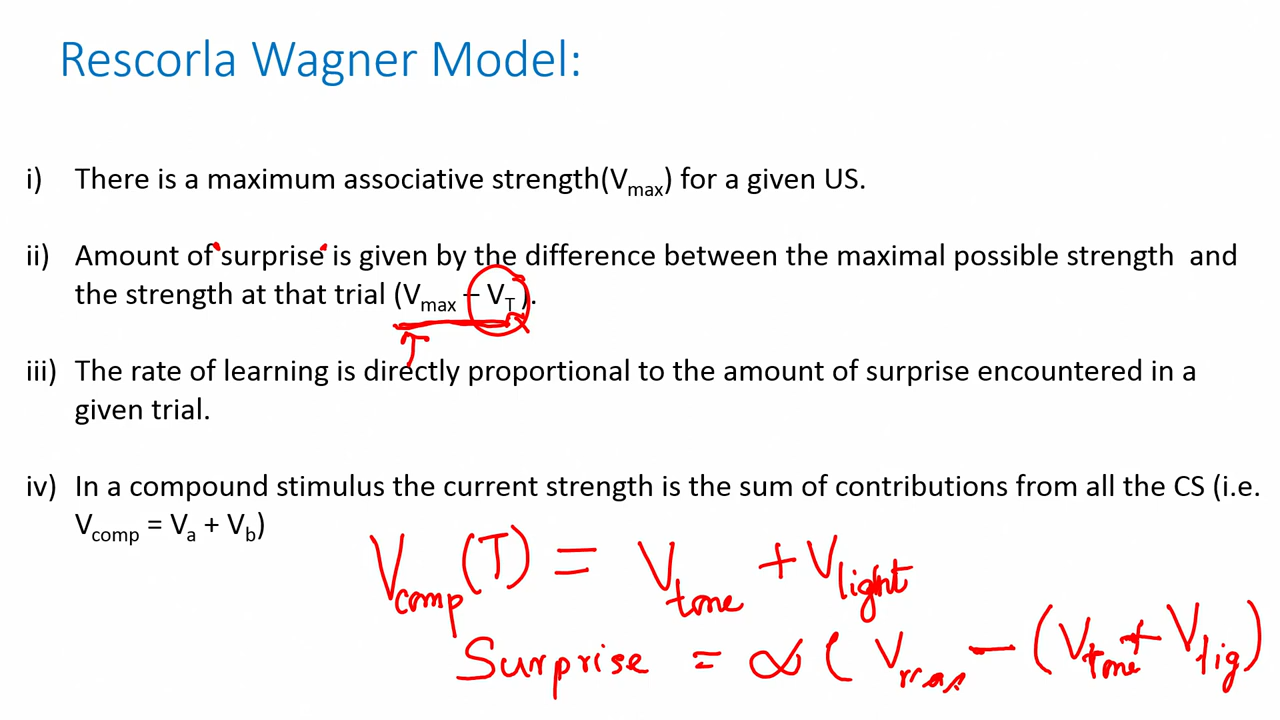 Rescorla Wagner Model:
i) There is a maximum associative strength(Vmax) for a given US.
ii) Amount of 'surprise' is given by the difference between the maximal possible strength and
the strength at that trial (Vmax – VT).
iii) The rate of learning is directly proportional to the amount of surprise encountered in a
given trial.
iv) In a compound stimulus the current strength is the sum of contributions from all the CS (i.e.
Vcomp = Va + Vb)
Vcomp (T) = Vtone + Vlight
Surprise = α ( Vmax – (Vtone + Vlig)